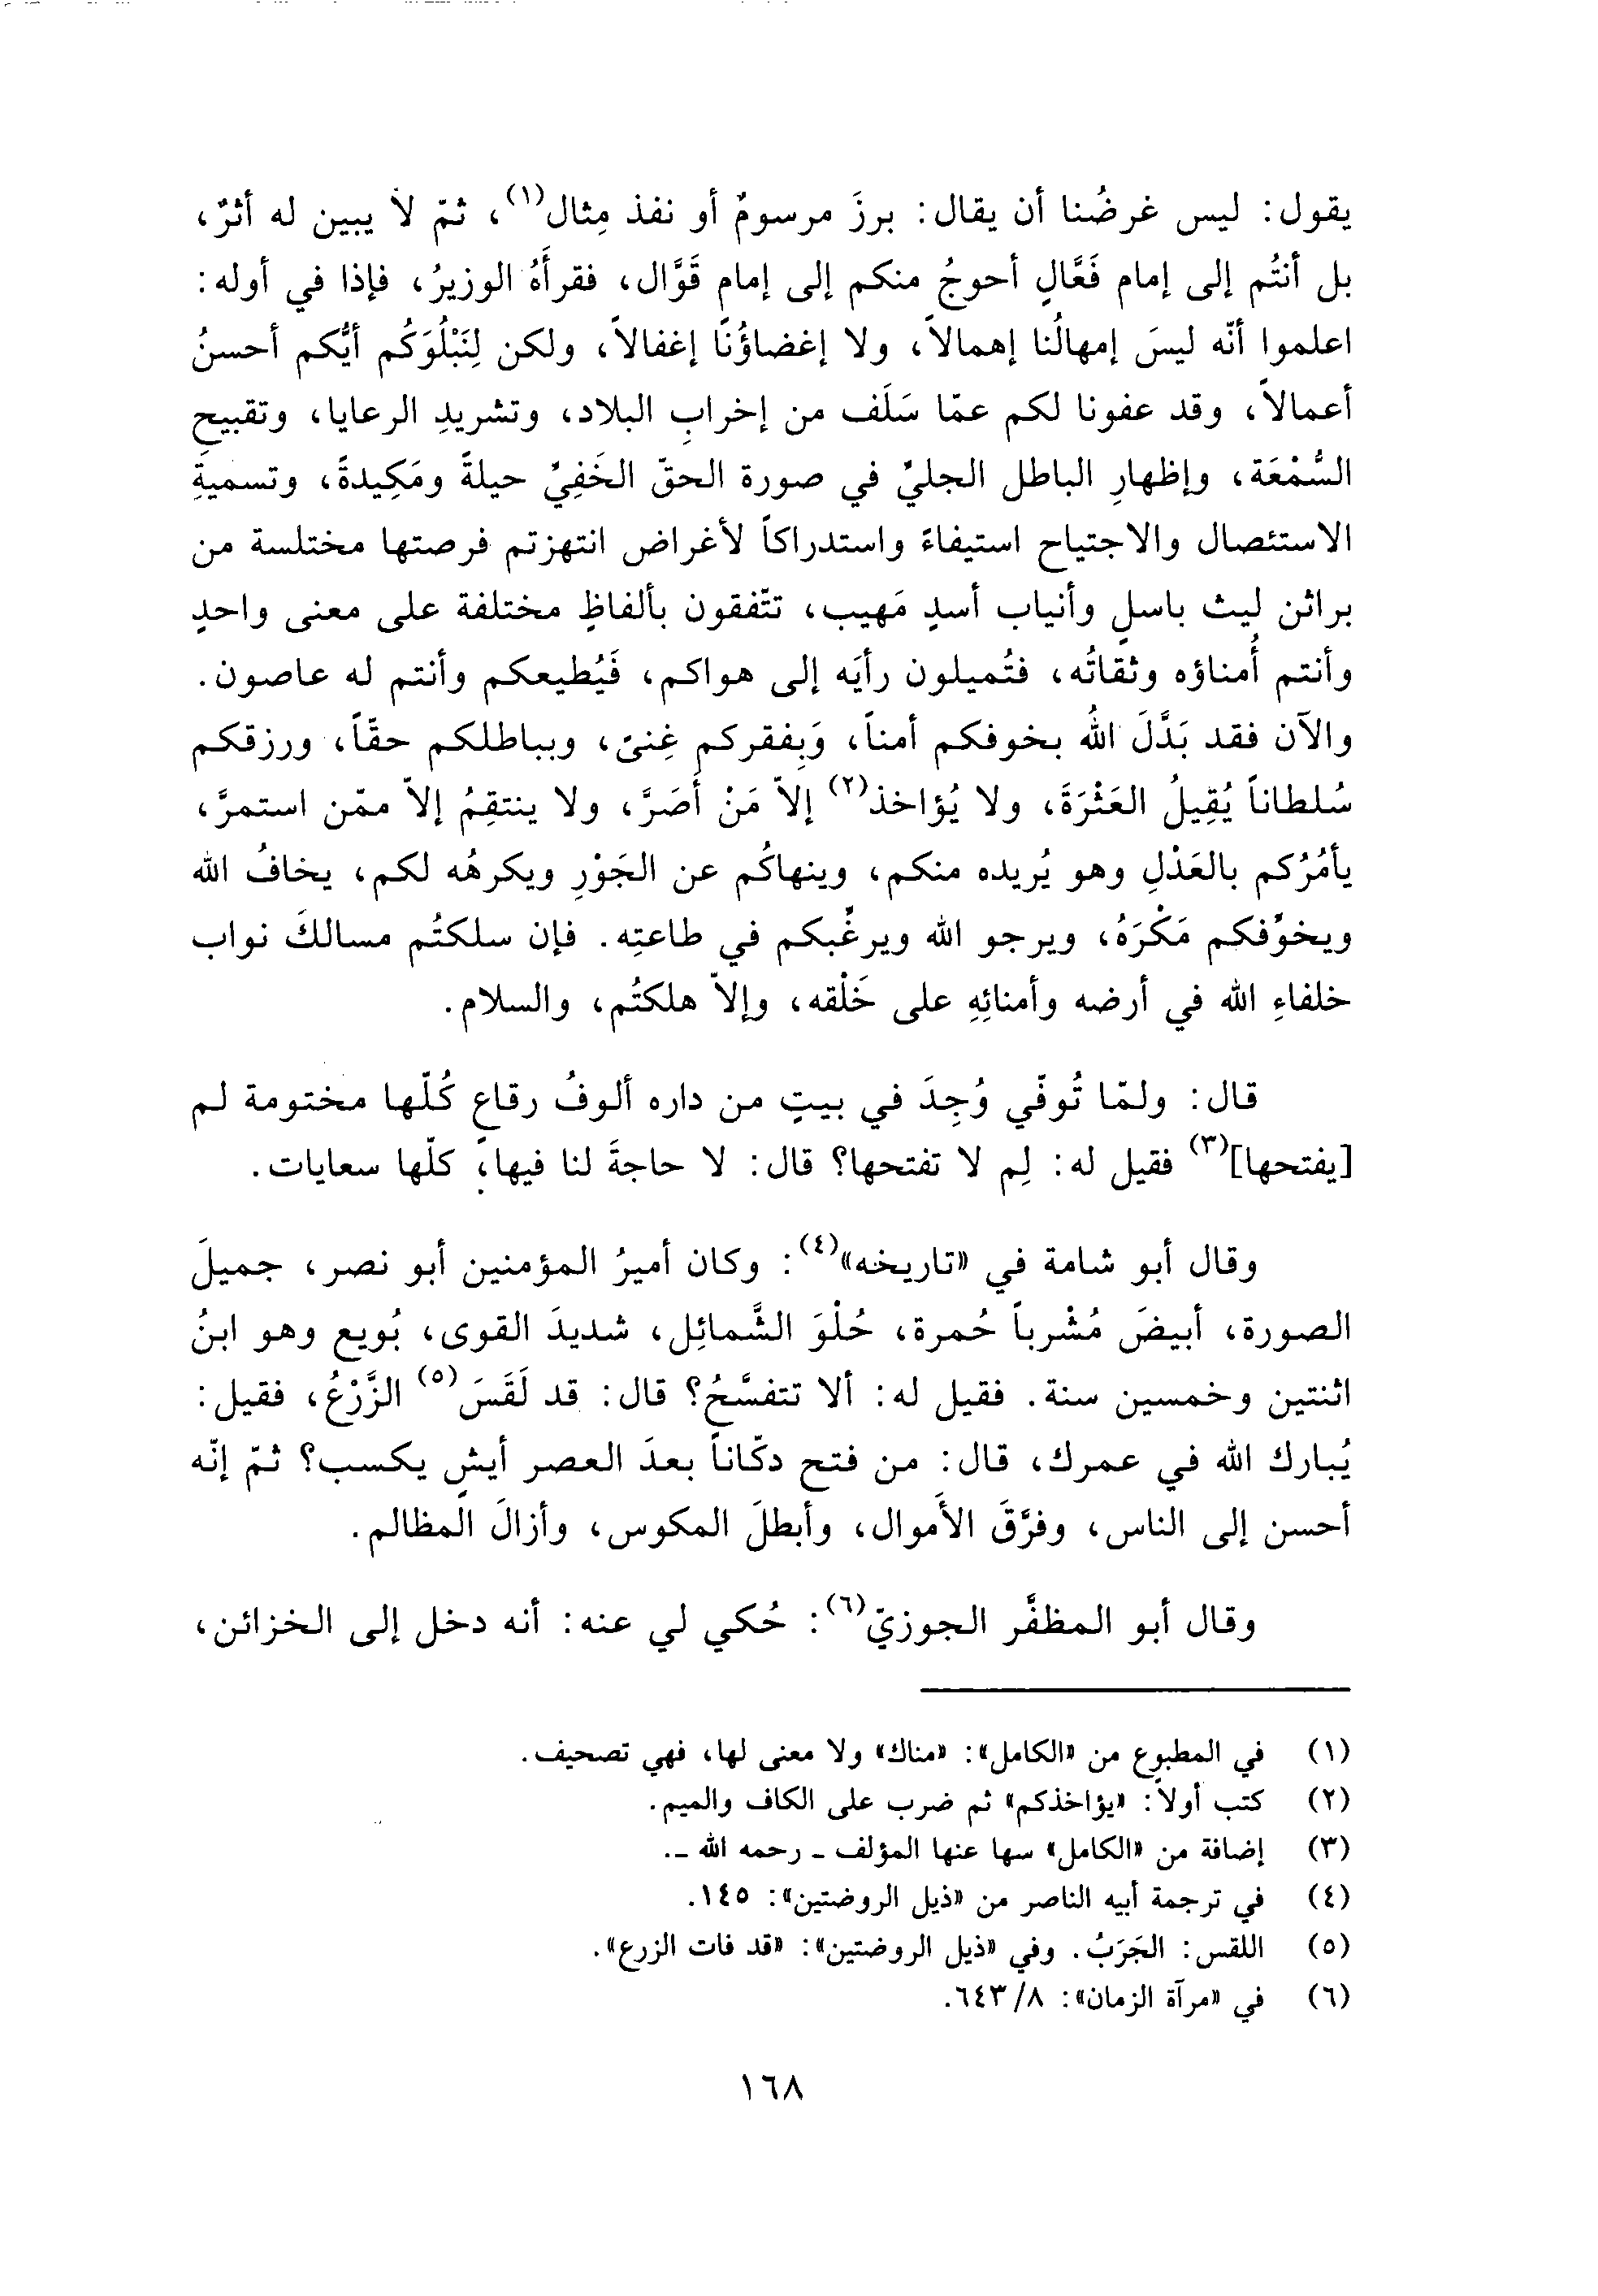 يقول: ليس غرضُنا أن يقال: برزَ مرسومٌ أو نفذ مِثال(١)، ثمّ لا يبين له أثرٌ،
بل أنتُم إلى إمام فَعَّالٍ أحوجُ منكم إلى إمامٍ قَوَّال، فقرأَهُ الوزيرُ، فإذا في أوله:
اعلموا أنّه ليسَ إمهالُنا إهمالاً، ولا إغضاؤُنا إغفالاً، ولكن لِنَبْلُوَكُم أيُّكم أحسنُ
أعمالاً، وقد عفونا لكم عمّا سَلَف من إخرابِ البلاد، وتشريدِ الرعايا، وتقبيحِ
السُّمْعَة، وإظهارِ الباطل الجليِّ في صورة الحقّ الخَفِيِّ حيلةً ومَكِيدةً، وتسميةِ
الاستئصال والاجتياح استيفاءً واستدراكاً لأغراض انتهزتم فرصتها مختلسة من
براثن ليث باسلٍ وأنياب أسدٍ مَهيب، تتّفقون بألفاظٍ مختلفة على معنى واحدٍ
وأنتم أُمناؤه وثقاتُه، فتُميلون رأيَه إلى هواكم، فَيُطيعكم وأنتم له عاصون.
والآن فقد بَدَّلَ اللهُ بخوفكم أمناً، وَبِفقركم غِنىً، وبباطلكم حقّاً، ورزقكم
سُلطاناً يُقِيلُ العَثْرَةَ، ولا يُؤاخذ(٢) إلاّ مَنْ أَصَرَّ، ولا ينتقِمُ إلاّ ممّن استمرَّ،
يأمُرُكم بالعَدْلِ وهو يُريده منكم، وينهاكُم عن الجَوْرِ ويكرهُه لكم، يخافُ الله
ويخوِّفكم مَكْرَهُ، ويرجو الله ويرغِّبكم في طاعتِه. فإن سلكتُم مسالكَ نواب
خلفاءِ الله في أرضه وأمنائِهِ على خَلْقه، وإلاّ هلكتُم، والسلام.
قال: ولمّا تُوفّي وُجِدَ في بيتٍ من داره ألوفُ رقاعٍ كُلّها مختومة لم
[يفتحها](٣) فقيل له: لِم لا تفتحها؟ قال: لا حاجةَ لنا فيها، كلّها سعايات.
وقال أبو شامة في «تاريخه»(٤): وكان أميرُ المؤمنين أبو نصر، جميلَ
الصورة، أبيضَ مُشْرباً حُمرة، حُلْوَ الشَّمائِل، شديدَ القوى، بُويع وهو ابنُ
اثنتين وخمسين سنة. فقيل له: ألا تتفسَّحُ؟ قال: قد لَقَسَ(٥) الزَّرْعُ، فقيل:
يُبارك الله في عمرك، قال: من فتح دكّاناً بعدَ العصر أيشٍ يكسب؟ ثمّ إنّه
أحسن إلى الناس، وفرَّقَ الأَموال، وأبطلَ المكوس، وأزالَ المظالم.
وقال أبو المظفَّر الجوزيّ(٦): حُكي لي عنه: أنه دخل إلى الخزائن،
(١) في المطبوع من «الكامل»: «مناك» ولا معنى لها، فهي تصحيف.
(٢) كتب أولاً: «يؤاخذكم» ثم ضرب على الكاف والميم.
(٣) إضافة من «الكامل» سها عنها المؤلف ـ رحمه الله ـ.
(٤) في ترجمة أبيه الناصر من «ذيل الروضتين»: ١٤٥.
(٥) اللقس: الجَرَبُ. وفي «ذيل الروضتين»: «قد فات الزرع».
(٦) في «مرآة الزمان»: ٨/ ٦٤٣.
١٦٨